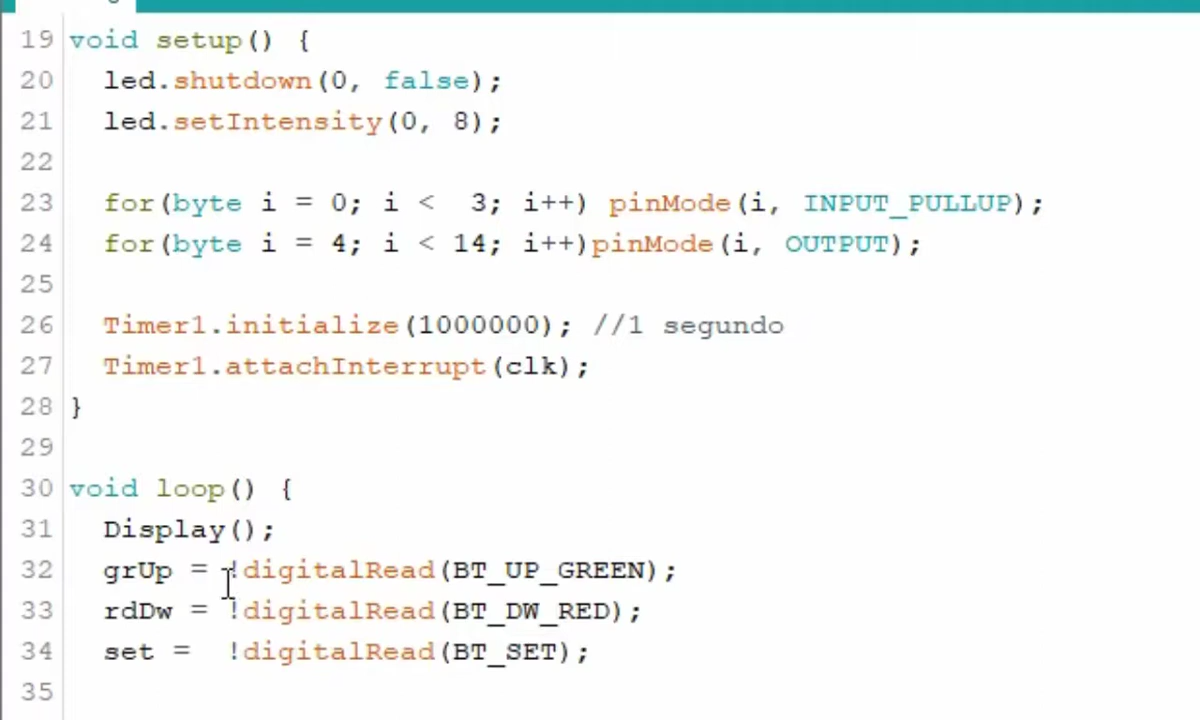 19 void setup() {
20 led.shutdown(0, false);
21 led.setIntensity(0, 8);
22
23 for(byte i = 0; i <  3; i++) pinMode(i, INPUT_PULLUP);
24 for(byte i = 4; i < 14; i++)pinMode(i, OUTPUT);
25
26 Timer1.initialize(1000000); //1 segundo
27 Timer1.attachInterrupt(clk);
28 }
29
30 void loop() {
31 Display();
32 grUp = !digitalRead(BT_UP_GREEN);
33 rdDw = !digitalRead(BT_DW_RED);
34 set =  !digitalRead(BT_SET);
35